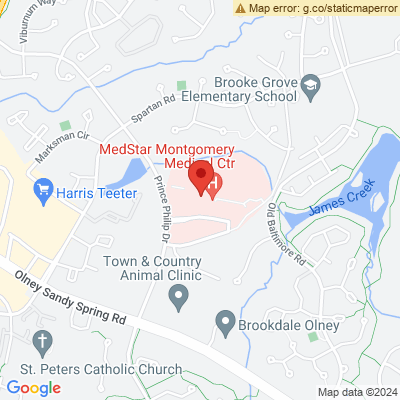 Map error: g.co/staticmaperror
Viburnum Way
Brooke Grove
Elementary School
Spartan Rd
Marksman Cir
MedStar Montgomery
Medical Ctr
H
Harris Teeter
Prince Philip Dr
James Creek
Old Baltimore Rd
Town & Country
Animal Clinic
Olney Sandy Spring Rd
Brookdale Olney
St. Peters Catholic Church
Google
Map data ©2024